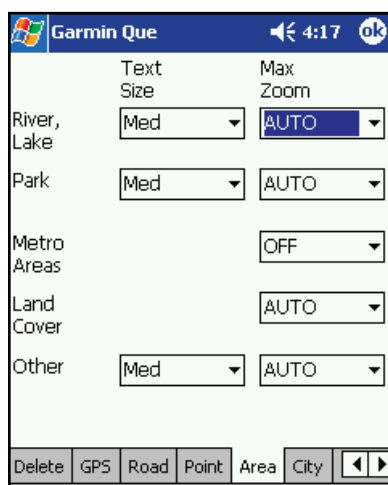 Garmin Que 4:17 ok
Text Size Max Zoom
River, Lake Med AUTO
Park Med AUTO
Metro Areas OFF
Land Cover AUTO
Other Med AUTO
Delete GPS Road Point Area City